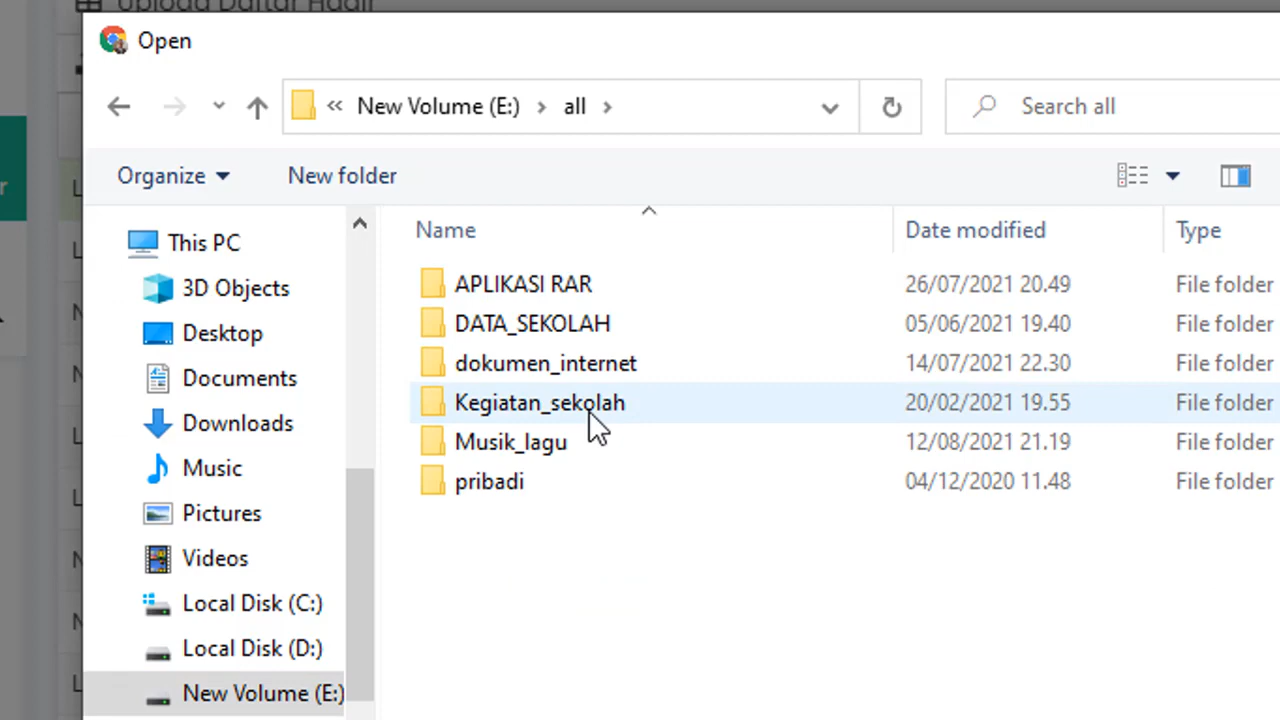 Upload Daftar Hadir
Open
« New Volume (E:) › all ›
Search all
Organize
New folder
Name
Date modified
Type
This PC
3D Objects
Desktop
Documents
Downloads
Music
Pictures
Videos
Local Disk (C:)
Local Disk (D:)
New Volume (E:)
APLIKASI RAR 26/07/2021 20.49 File folder
DATA_SEKOLAH 05/06/2021 19.40 File folder
dokumen_internet 14/07/2021 22.30 File folder
Kegiatan_sekolah 20/02/2021 19.55 File folder
Musik_lagu 12/08/2021 21.19 File folder
pribadi 04/12/2020 11.48 File folder